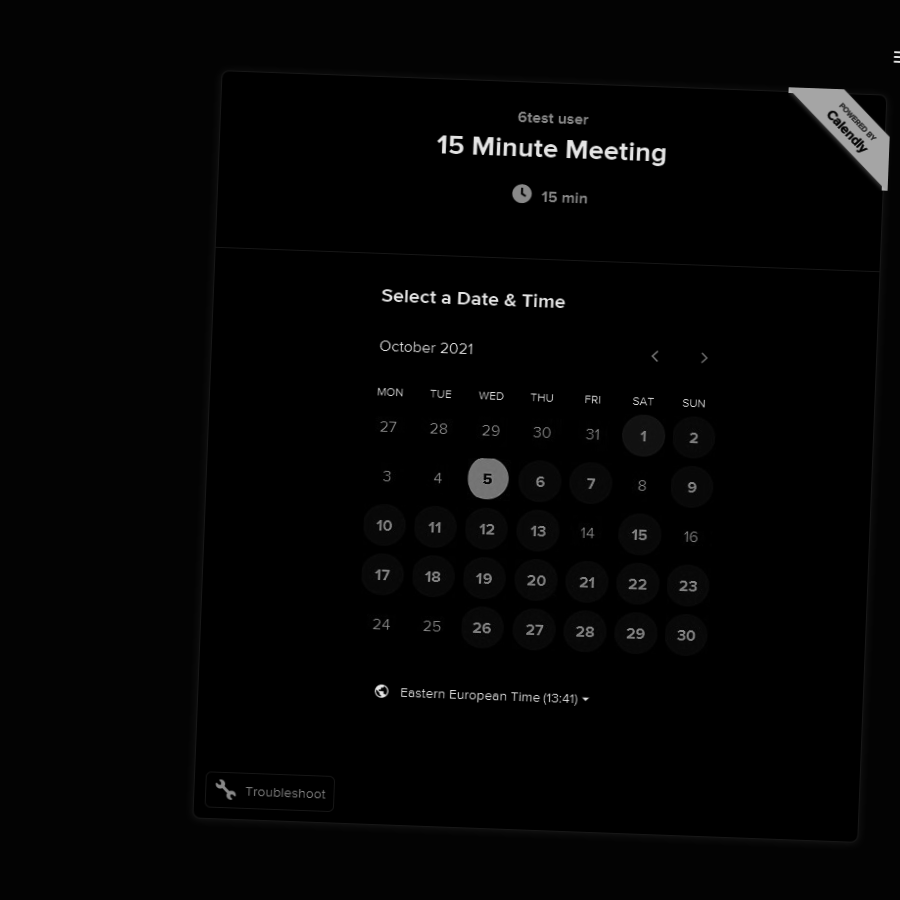 6test user
15 Minute Meeting
15 min
POWERED BY
Calendly
Select a Date & Time
October 2021
MON TUE WED THU FRI SAT SUN
27 28 29 30 31 1 2
3 4 5 6 7 8 9
10 11 12 13 14 15 16
17 18 19 20 21 22 23
24 25 26 27 28 29 30
Eastern European Time (13:41)
Troubleshoot